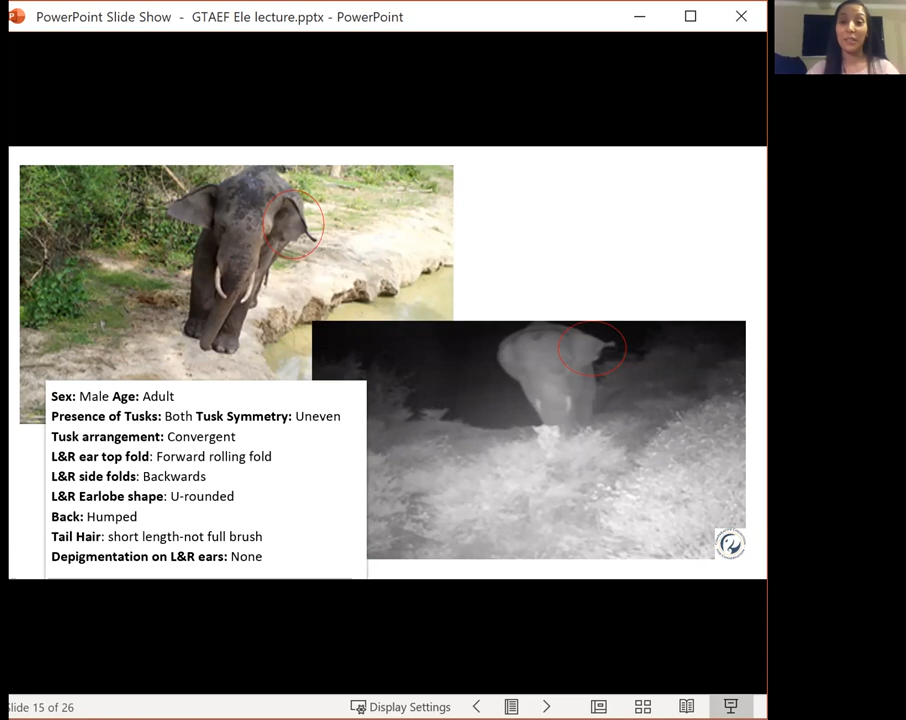 PowerPoint Slide Show - GTAEF Ele lecture.pptx - PowerPoint
Sex: Male Age: Adult
Presence of Tusks: Both Tusk Symmetry: Uneven
Tusk arrangement: Convergent
L&R ear top fold: Forward rolling fold
L&R side folds: Backwards
L&R Earlobe shape: U-rounded
Back: Humped
Tail Hair: short length-not full brush
Depigmentation on L&R ears: None
lide 15 of 26
Display Settings